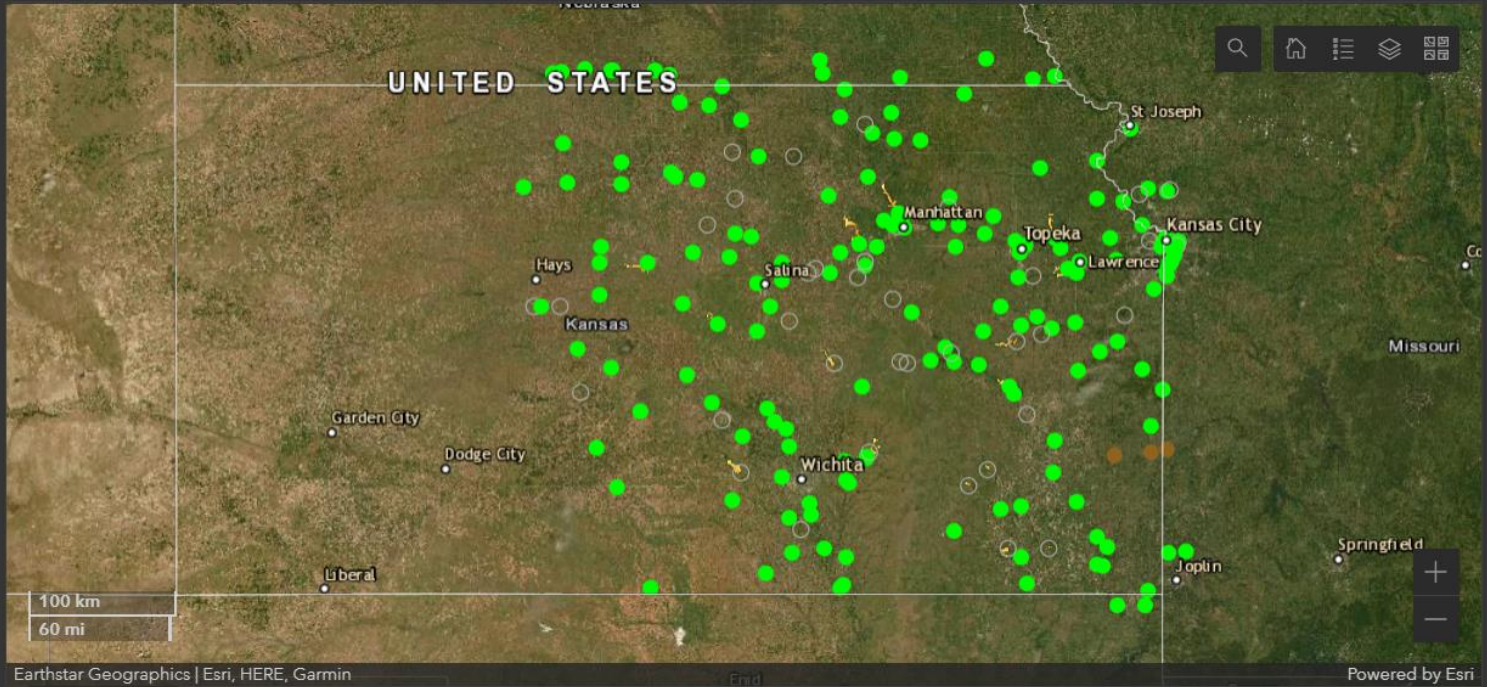 Nebraska
UNITED STATES
St Joseph
Manhattan
Kansas City
Topeka
Lawrence
Hays
Salina
Kansas
Missouri
Garden City
Dodge City
Wichita
Springfield
Joplin
Liberal
100 km
60 mi
Earthstar Geographics | Esri, HERE, Garmin
Enid
Powered by Esri